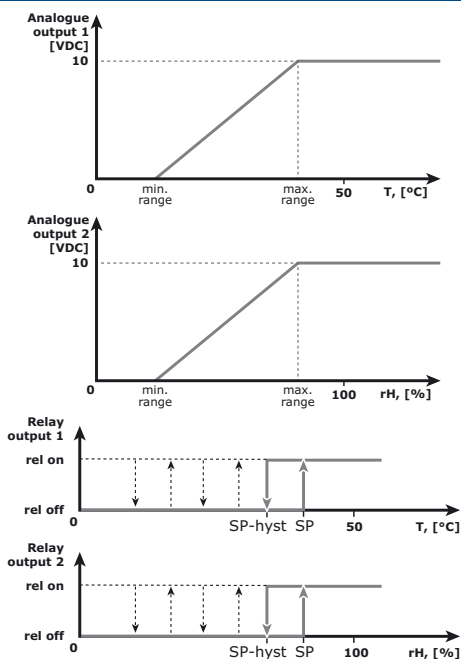 Analogue
output 1
[VDC]
10
0
min.
range
max.
range
50
T, [ºC]
Analogue
output 2
[VDC]
10
0
min.
range
max.
range
100
rH, [%]
Relay
output 1
rel on
rel off
0
SP-hyst
SP
50
T, [°C]
Relay
output 2
rel on
rel off
0
SP-hyst
SP
100
rH, [%]